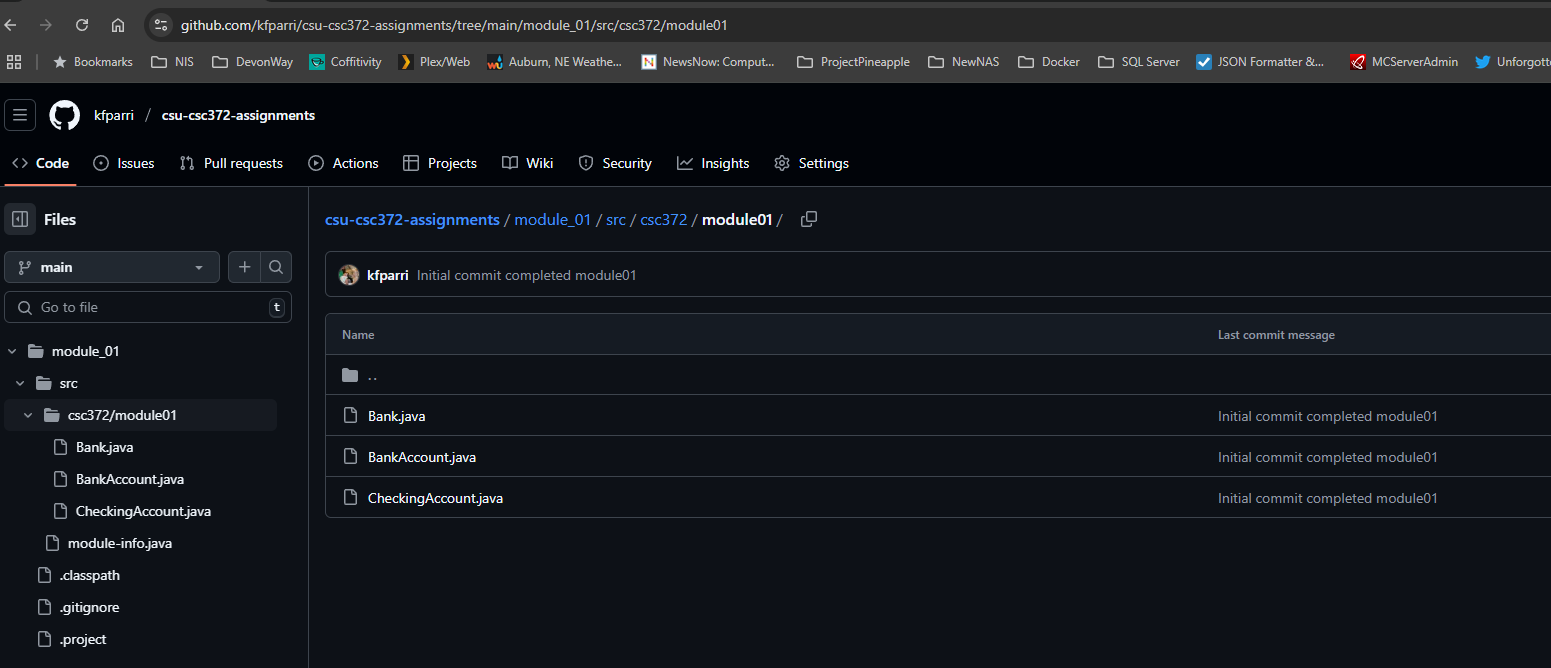 github.com/kfparri/csu-csc372-assignments/tree/main/module_01/src/csc372/module01
Bookmarks NIS DevonWay Coffitivity Plex/Web Auburn, NE Weathe... NewsNow: Comput... ProjectPineapple NewNAS Docker SQL Server JSON Formatter &... MCServerAdmin Unforgott
kfparri / csu-csc372-assignments
Code Issues Pull requests Actions Projects Wiki Security Insights Settings
Files
main
Go to file t
module_01
src
csc372/module01
Bank.java
BankAccount.java
CheckingAccount.java
module-info.java
.classpath
.gitignore
.project
csu-csc372-assignments / module_01 / src / csc372 / module01 /
kfparri Initial commit completed module01
Name Last commit message
..
Bank.java Initial commit completed module01
BankAccount.java Initial commit completed module01
CheckingAccount.java Initial commit completed module01